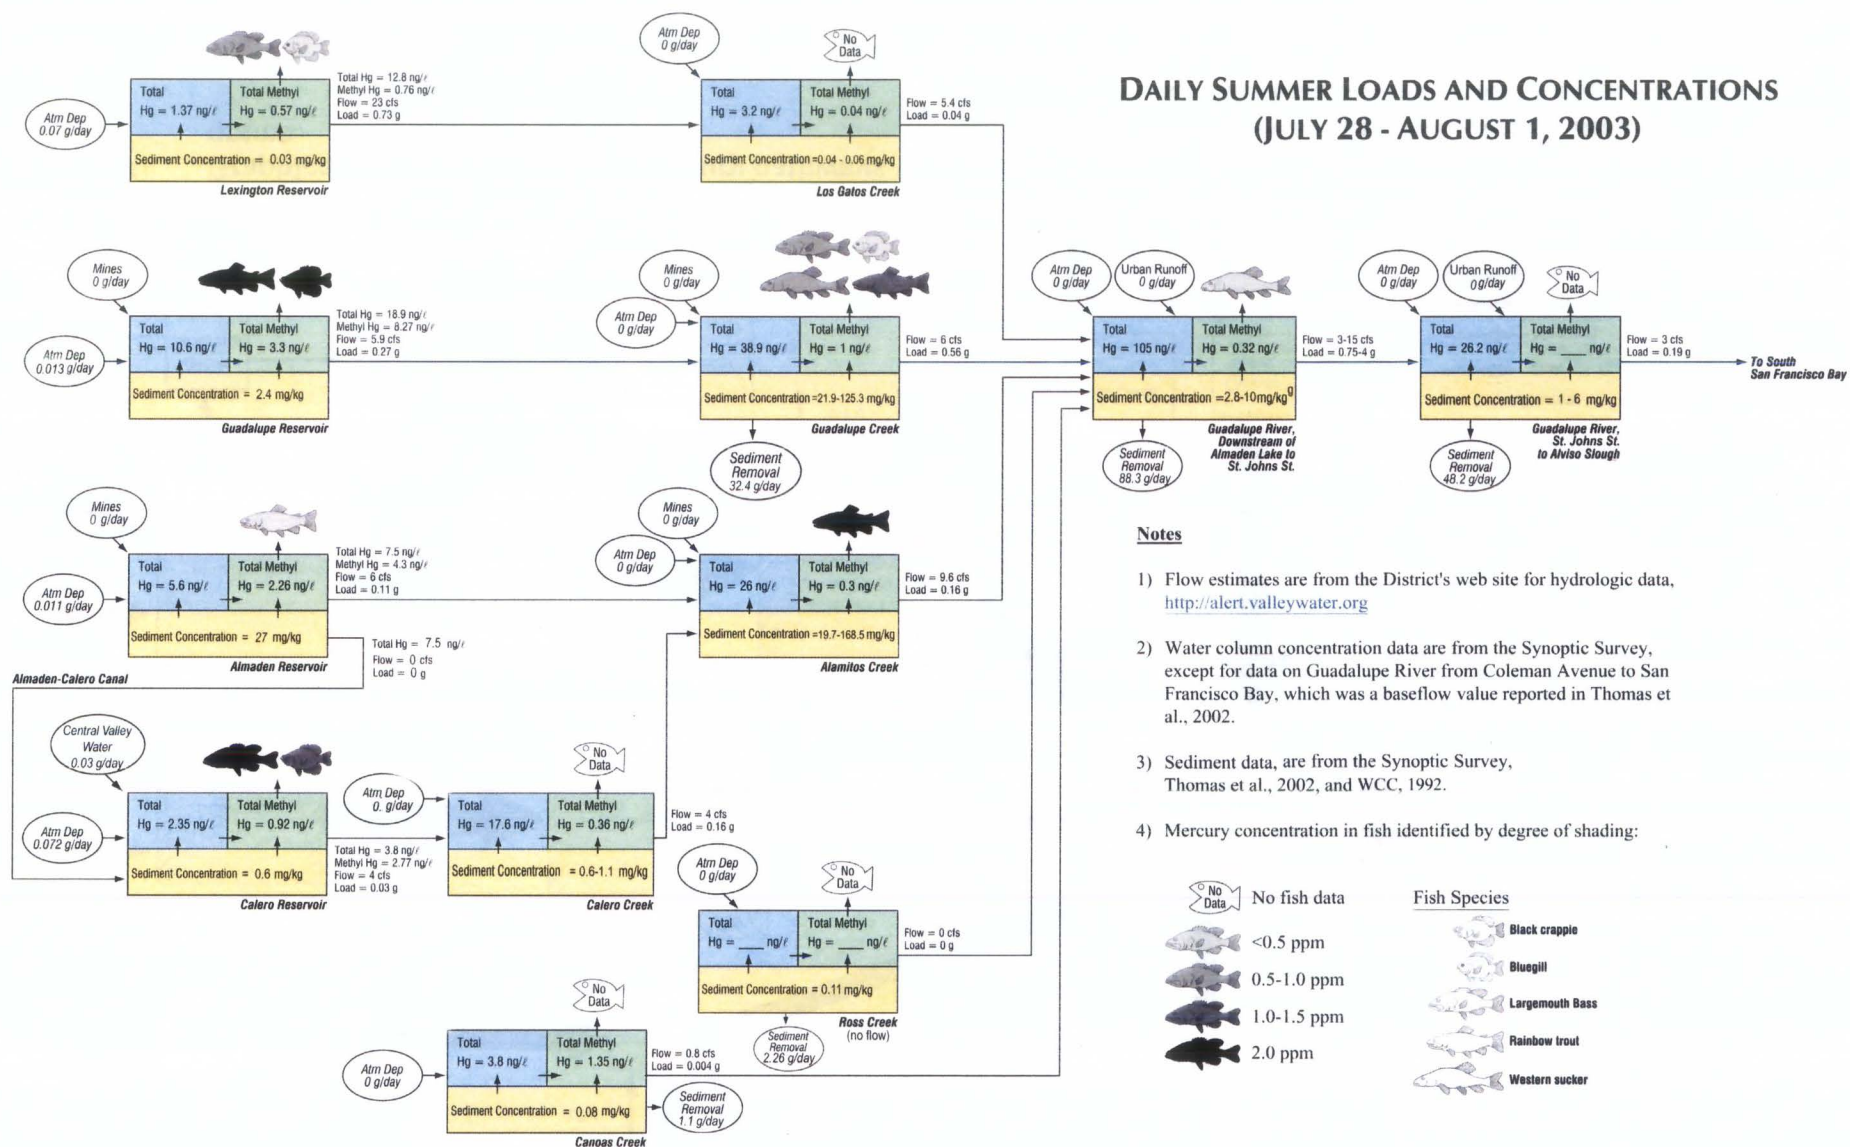 DAILY SUMMER LOADS AND CONCENTRATIONS
(JULY 28 - AUGUST 1, 2003)
Atm Dep
0.07 g/day
Total
Hg = 1.37 ng/ℓ
Total Methyl
Hg = 0.57 ng/ℓ
Sediment Concentration = 0.03 mg/kg
Lexington Reservoir
Total Hg = 12.8 ng/ℓ
Methyl Hg = 0.76 ng/ℓ
Flow = 23 cfs
Load = 0.73 g
Atm Dep
0 g/day
No
Data
Total
Hg = 3.2 ng/ℓ
Total Methyl
Hg = 0.04 ng/ℓ
Sediment Concentration =0.04 - 0.06 mg/kg
Los Gatos Creek
Flow = 5.4 cfs
Load = 0.04 g
Mines
0 g/day
Atm Dep
0.013 g/day
Total
Hg = 10.6 ng/ℓ
Total Methyl
Hg = 3.3 ng/ℓ
Sediment Concentration = 2.4 mg/kg
Guadalupe Reservoir
Total Hg = 18.9 ng/ℓ
Methyl Hg = 8.27 ng/ℓ
Flow = 5.9 cfs
Load = 0.27 g
Mines
0 g/day
Atm Dep
0 g/day
Total
Hg = 38.9 ng/ℓ
Total Methyl
Hg = 1 ng/ℓ
Sediment Concentration =21.9-125.3 mg/kg
Guadalupe Creek
Sediment
Removal
32.4 g/day
Flow = 6 cfs
Load = 0.56 g
Atm Dep
0 g/day
Urban Runoff
0 g/day
Total
Hg = 105 ng/ℓ
Total Methyl
Hg = 0.32 ng/ℓ
Sediment Concentration =2.8-10mg/kg g
Guadalupe River,
Downstream of
Almaden Lake to
St. Johns St.
Sediment
Removal
88.3 g/day
Flow = 3-15 cfs
Load = 0.75-4 g
Atm Dep
0 g/day
Urban Runoff
0 g/day
No
Data
Total
Hg = 26.2 ng/ℓ
Total Methyl
Hg = ___ ng/ℓ
Sediment Concentration = 1 - 6 mg/kg
Guadalupe River,
St. Johns St.
to Alviso Slough
Sediment
Removal
48.2 g/day
Flow = 3 cfs
Load = 0.19 g
To South
San Francisco Bay
Mines
0 g/day
Atm Dep
0.011 g/day
Total
Hg = 5.6 ng/ℓ
Total Methyl
Hg = 2.26 ng/ℓ
Sediment Concentration = 27 mg/kg
Almaden Reservoir
Total Hg = 7.5 ng/ℓ
Methyl Hg = 4.3 ng/ℓ
Flow = 6 cfs
Load = 0.11 g
Total Hg = 7.5 ng/ℓ
Flow = 0 cfs
Load = 0 g
Almaden-Calero Canal
Mines
0 g/day
Atm Dep
0 g/day
Total
Hg = 26 ng/ℓ
Total Methyl
Hg = 0.3 ng/ℓ
Sediment Concentration =19.7-168.5 mg/kg
Alamitos Creek
Flow = 9.6 cfs
Load = 0.16 g
Central Valley
Water
0.03 g/day
Atm Dep
0.072 g/day
Total
Hg = 2.35 ng/ℓ
Total Methyl
Hg = 0.92 ng/ℓ
Sediment Concentration = 0.6 mg/kg
Calero Reservoir
Total Hg = 3.8 ng/ℓ
Methyl Hg = 2.77 ng/ℓ
Flow = 4 cfs
Load = 0.03 g
Atm Dep
0. g/day
No
Data
Total
Hg = 17.6 ng/ℓ
Total Methyl
Hg = 0.36 ng/ℓ
Sediment Concentration = 0.6-1.1 mg/kg
Calero Creek
Flow = 4 cfs
Load = 0.16 g
Atm Dep
0 g/day
No
Data
Total
Hg = ___ ng/ℓ
Total Methyl
Hg = ___ ng/ℓ
Sediment Concentration = 0.11 mg/kg
Ross Creek
(no flow)
Sediment
Removal
2.26 g/day
Flow = 0 cfs
Load = 0 g
Atm Dep
0 g/day
No
Data
Total
Hg = 3.8 ng/ℓ
Total Methyl
Hg = 1.35 ng/ℓ
Sediment Concentration = 0.08 mg/kg
Canoas Creek
Flow = 0.8 cfs
Load = 0.004 g
Sediment
Removal
1.1 g/day
Notes
1) Flow estimates are from the District's web site for hydrologic data,
http://alert.valleywater.org
2) Water column concentration data are from the Synoptic Survey,
except for data on Guadalupe River from Coleman Avenue to San
Francisco Bay, which was a baseflow value reported in Thomas et
al., 2002.
3) Sediment data, are from the Synoptic Survey,
Thomas et al., 2002, and WCC, 1992.
4) Mercury concentration in fish identified by degree of shading:
No
Data
No fish data
<0.5 ppm
0.5-1.0 ppm
1.0-1.5 ppm
2.0 ppm
Fish Species
Black crappie
Bluegill
Largemouth Bass
Rainbow trout
Western sucker